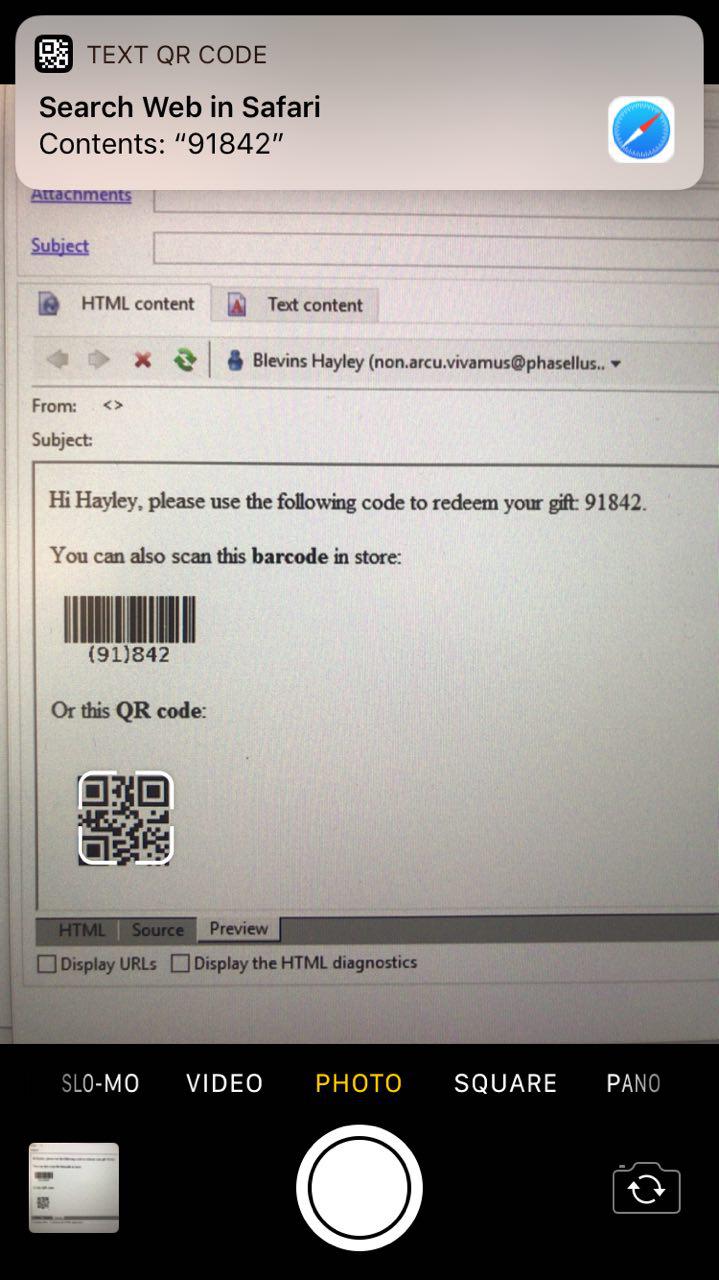 TEXT QR CODE
Search Web in Safari
Contents: “91842”
Attachments
Subject
HTML content
Text content
Blevins Hayley (non.arcu.vivamus@phasellus..
From: <>
Subject:
Hi Hayley, please use the following code to redeem your gift: 91842.
You can also scan this barcode in store:
(91)842
Or this QR code:
HTML Source Preview
Display URLs Display the HTML diagnostics
SLO-MO VIDEO PHOTO SQUARE PANO